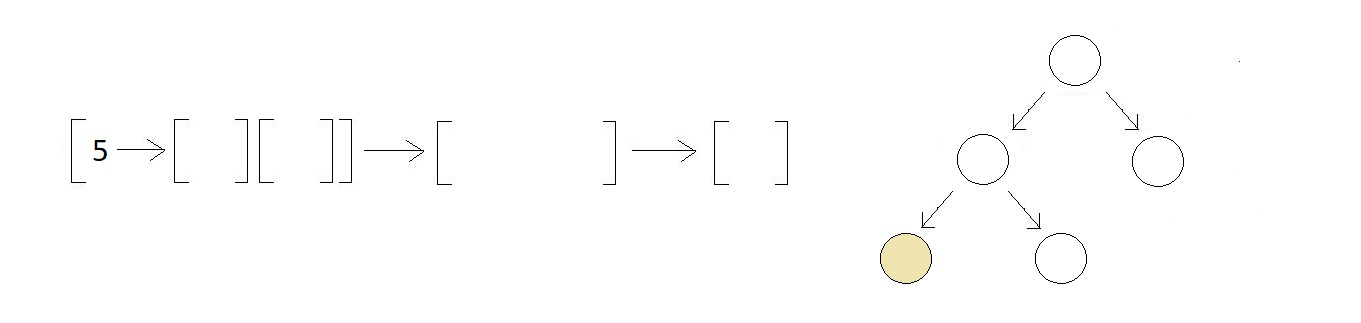 [ 5 → [ ] [ ] ] → [ ] → [ ]